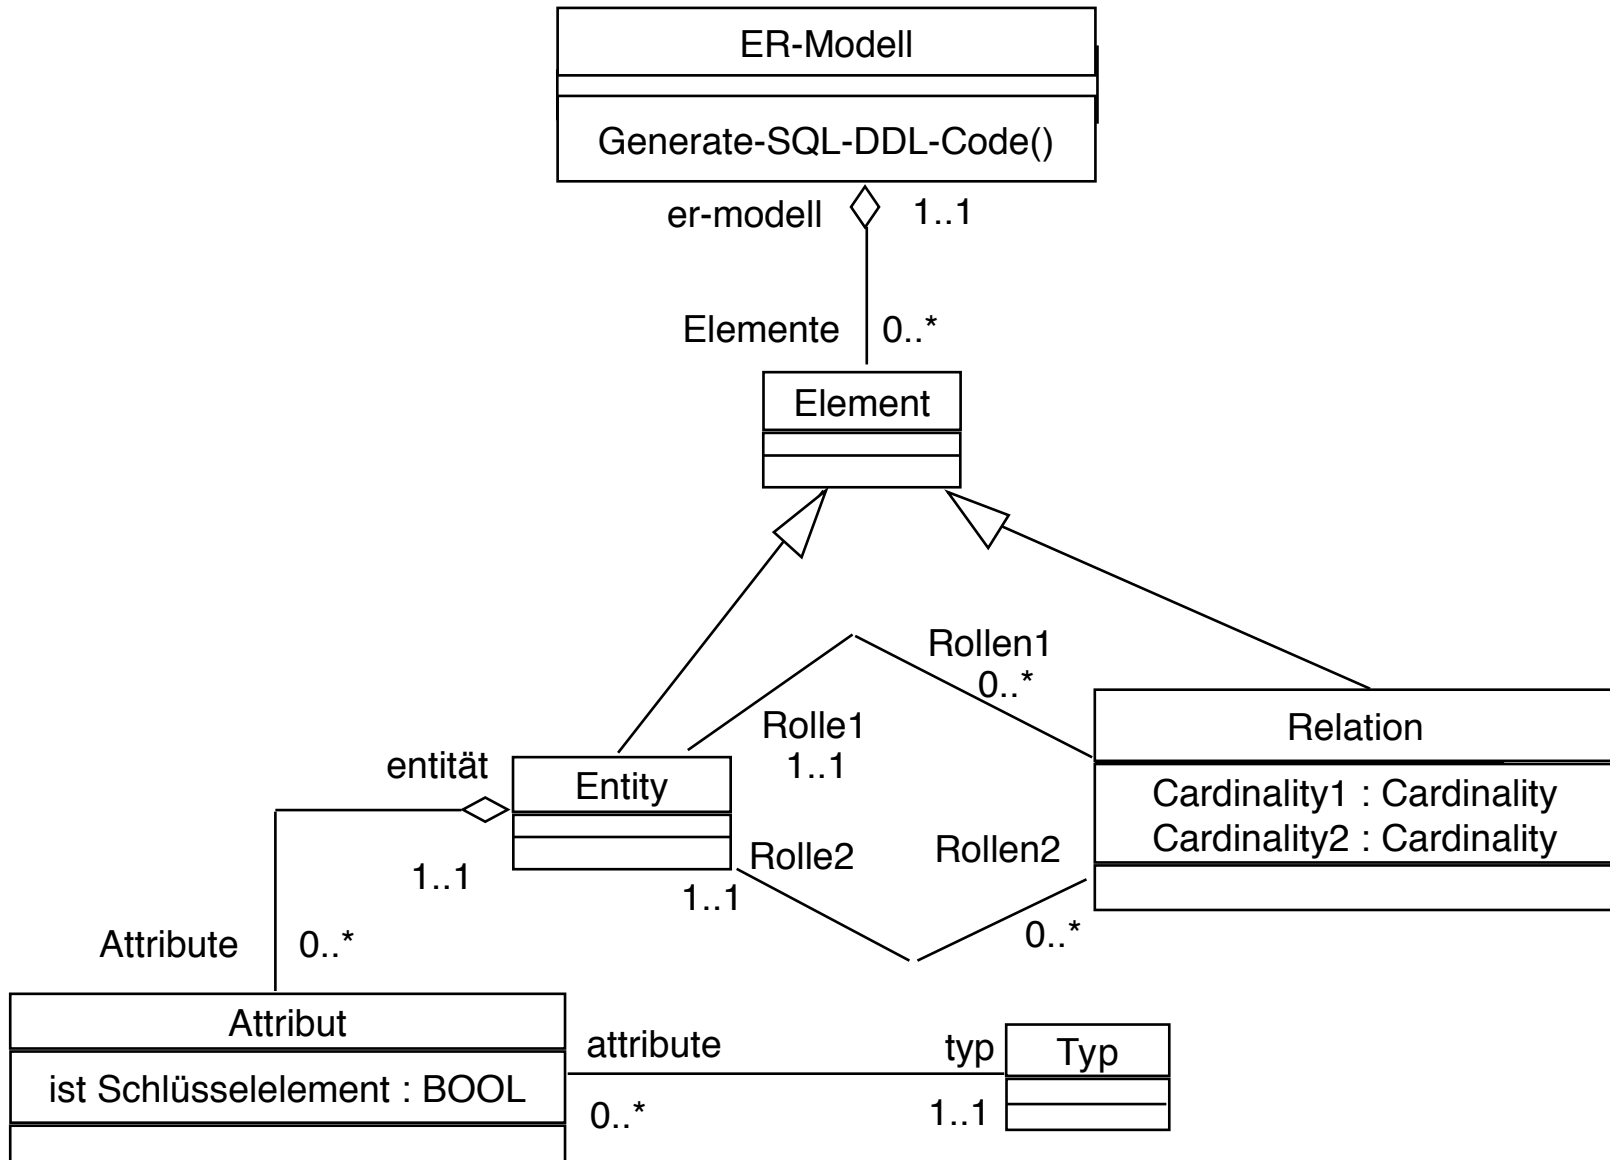 ER-Modell
Generate-SQL-DDL-Code()
er-modell
1..1
Elemente
0..*
Element
Rollen1
0..*
Rolle1
1..1
Relation
Cardinality1 : Cardinality
Cardinality2 : Cardinality
entität
Entity
1..1
Rolle2
1..1
Rollen2
0..*
Attribute
0..*
Attribut
ist Schlüsselelement : BOOL
attribute
0..*
typ
1..1
Typ